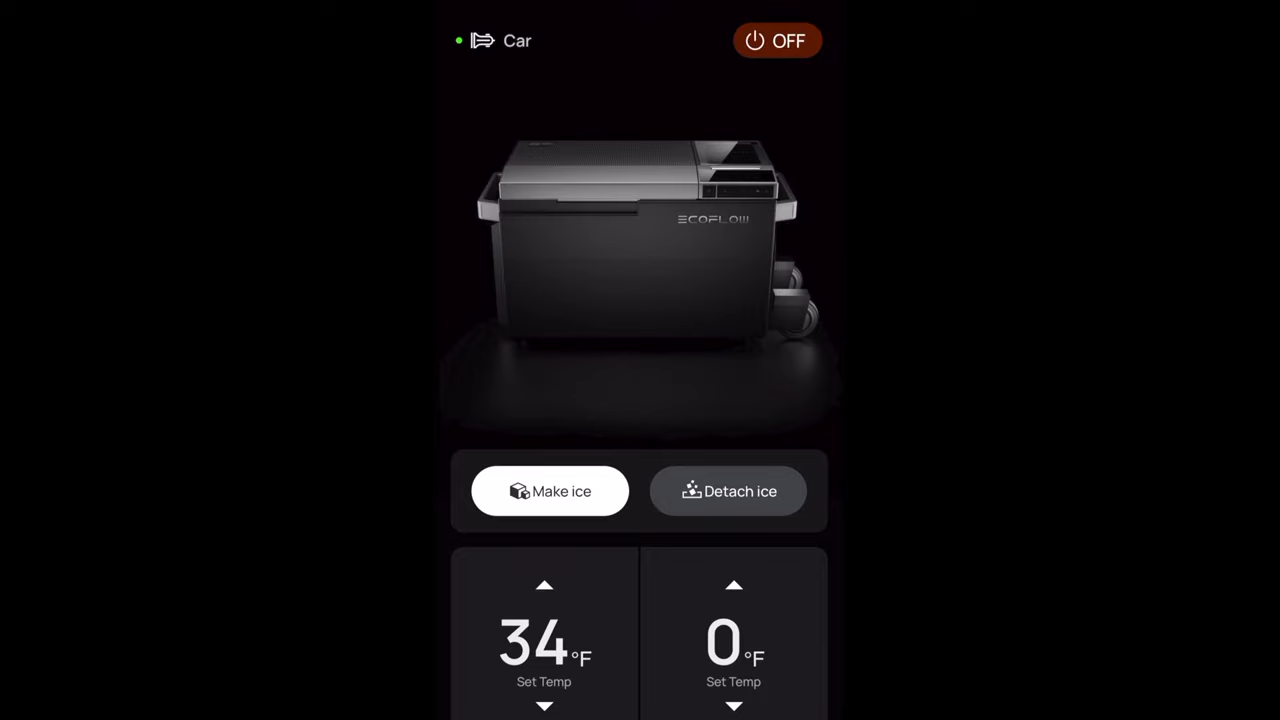 Car
OFF
ECOFLOW
Make ice
Detach ice
34 °F
Set Temp
0 °F
Set Temp